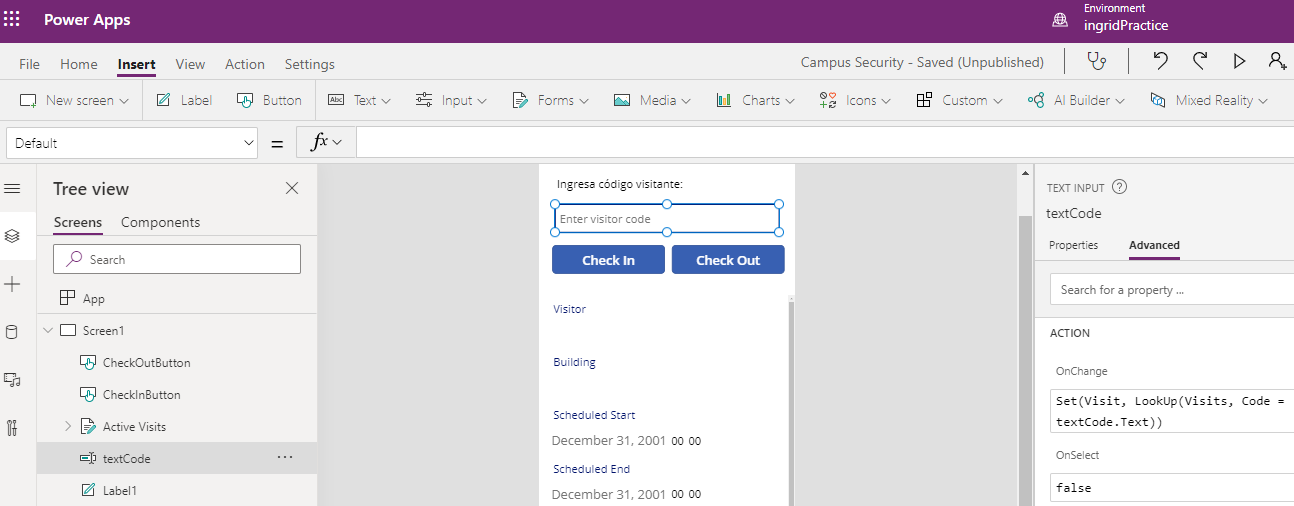 Power Apps
Environment
ingridPractice
File Home Insert View Action Settings
Campus Security - Saved (Unpublished)
New screen Label Button Abc Text Input Forms Media Charts Icons Custom AI Builder Mixed Reality
Default = fx
Tree view
Screens Components
Search
App
Screen1
CheckOutButton
CheckInButton
Active Visits
textCode ...
Label1
Ingresa código visitante:
Enter visitor code
Check In Check Out
Visitor
Building
Scheduled Start
December 31, 2001 00 00
Scheduled End
December 31, 2001 00 00
TEXT INPUT ?
textCode
Properties Advanced
Search for a property ...
ACTION
OnChange
Set(Visit, LookUp(Visits, Code =
textCode.Text))
OnSelect
false